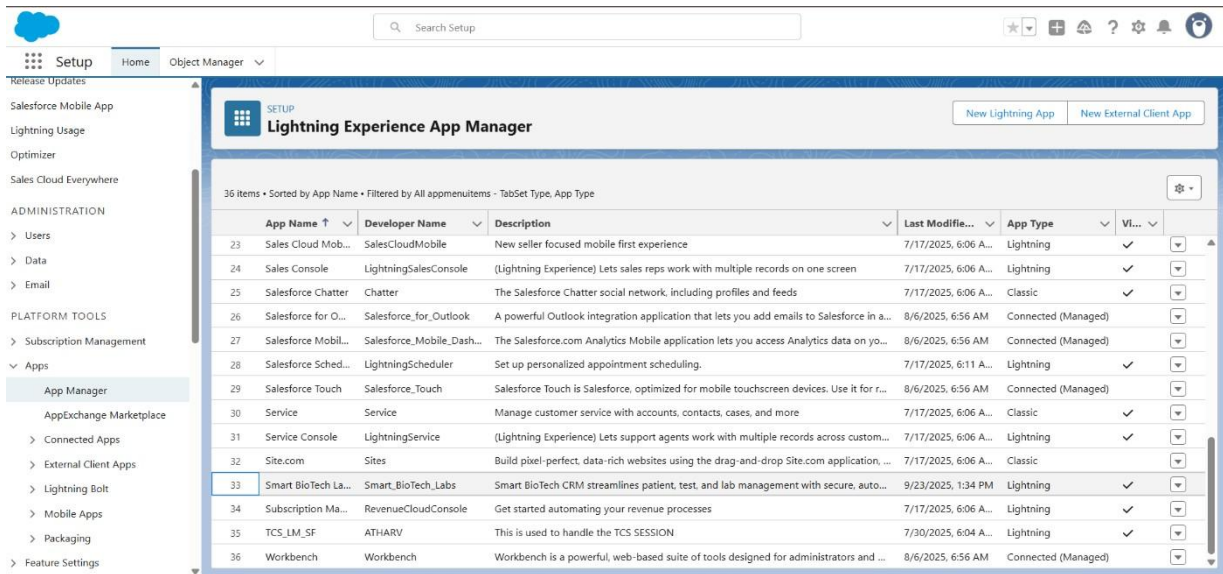 Search Setup
Setup Home Object Manager
Release Updates
Salesforce Mobile App
Lightning Usage
Optimizer
Sales Cloud Everywhere
ADMINISTRATION
Users
Data
Email
PLATFORM TOOLS
Subscription Management
Apps
App Manager
AppExchange Marketplace
Connected Apps
External Client Apps
Lightning Bolt
Mobile Apps
Packaging
Feature Settings
SETUP
Lightning Experience App Manager
New Lightning App New External Client App
36 items • Sorted by App Name • Filtered by All appmenuitems - TabSet Type, App Type
App Name ↑ Developer Name Description Last Modifie... App Type Vi...
23 Sales Cloud Mob... SalesCloudMobile New seller focused mobile first experience 7/17/2025, 6:06 A... Lightning
24 Sales Console LightningSalesConsole (Lightning Experience) Lets sales reps work with multiple records on one screen 7/17/2025, 6:06 A... Lightning
25 Salesforce Chatter Chatter The Salesforce Chatter social network, including profiles and feeds 7/17/2025, 6:06 A... Classic
26 Salesforce for O... Salesforce_for_Outlook A powerful Outlook integration application that lets you add emails to Salesforce in a... 8/6/2025, 6:56 AM Connected (Managed)
27 Salesforce Mobil... Salesforce_Mobile_Dash... The Salesforce.com Analytics Mobile application lets you access Analytics data on yo... 8/6/2025, 6:56 AM Connected (Managed)
28 Salesforce Sched... LightningScheduler Set up personalized appointment scheduling. 7/17/2025, 6:11 A... Lightning
29 Salesforce Touch Salesforce_Touch Salesforce Touch is Salesforce, optimized for mobile touchscreen devices. Use it for r... 8/6/2025, 6:56 AM Connected (Managed)
30 Service Service Manage customer service with accounts, contacts, cases, and more 7/17/2025, 6:06 A... Classic
31 Service Console LightningService (Lightning Experience) Lets support agents work with multiple records across custom... 7/17/2025, 6:06 A... Lightning
32 Site.com Sites Build pixel-perfect, data-rich websites using the drag-and-drop Site.com application, ... 7/17/2025, 6:06 A... Classic
33 Smart BioTech La... Smart_BioTech_Labs Smart BioTech CRM streamlines patient, test, and lab management with secure, auto... 9/23/2025, 1:34 PM Lightning
34 Subscription Ma... RevenueCloudConsole Get started automating your revenue processes 7/17/2025, 6:06 A... Lightning
35 TCS_LM_SF ATHARV This is used to handle the TCS SESSION 7/30/2025, 6:04 A... Lightning
36 Workbench Workbench Workbench is a powerful, web-based suite of tools designed for administrators and ... 8/6/2025, 6:56 AM Connected (Managed)